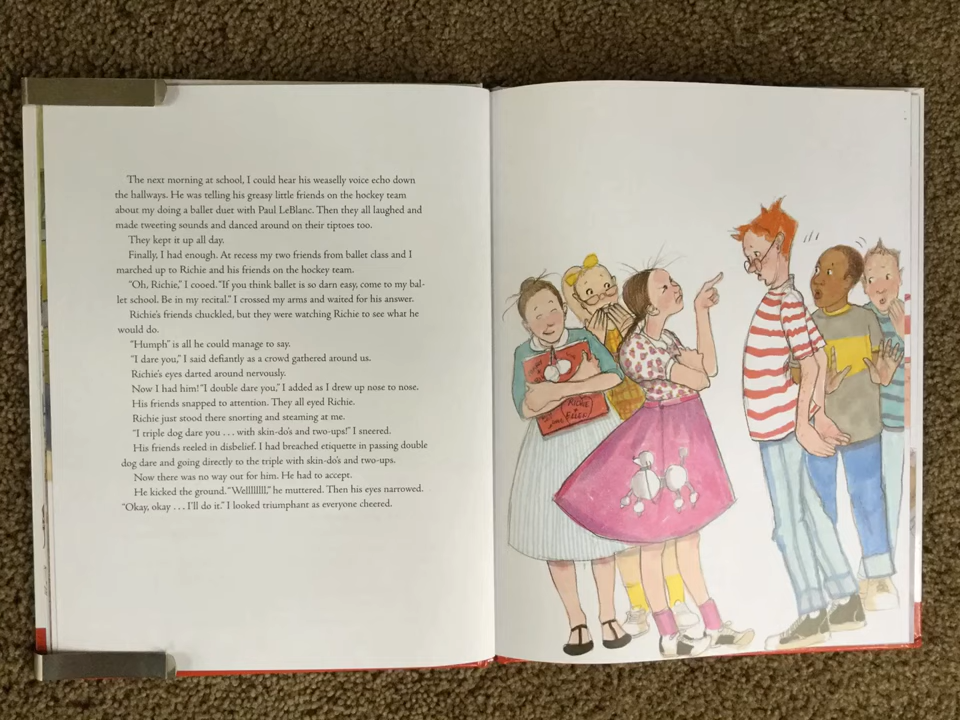 The next morning at school, I could hear his weaselly voice echo down
the hallways. He was telling his greasy little friends on the hockey team
about my doing a ballet duet with Paul LeBlanc. Then they all laughed and
made tweeting sounds and danced around on their tiptoes too.
They kept it up all day.
Finally, I had enough. At recess my two friends from ballet class and I
marched up to Richie and his friends on the hockey team.
“Oh, Richie,” I cooed. “If you think ballet is so darn easy, come to my bal-
let school. Be in my recital.” I crossed my arms and waited for his answer.
Richie’s friends chuckled, but they were watching Richie to see what he
would do.
“Humph” is all he could manage to say.
“I dare you,” I said defiantly as a crowd gathered around us.
Richie’s eyes darted around nervously.
Now I had him! “I double dare you,” I added as I drew up nose to nose.
His friends snapped to attention. They all eyed Richie.
Richie just stood there snorting and steaming at me.
“I triple dog dare you . . . with skin-do’s and two-ups!” I sneered.
His friends reeled in disbelief. I had breached etiquette in passing double
dog dare and going directly to the triple with skin-do’s and two-ups.
Now there was no way out for him. He had to accept.
He kicked the ground. “Wellllllll,” he muttered. Then his eyes narrowed.
“Okay, okay . . . I’ll do it.” I looked triumphant as everyone cheered.
RICHIE